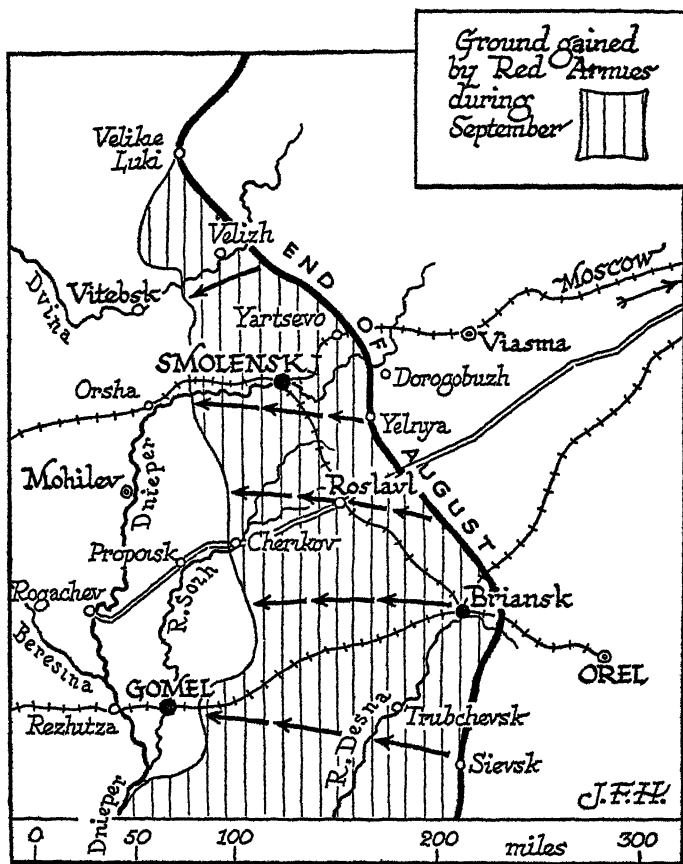 Ground gained
by Red Armies
during
September
Velikie
Luki
Velizh
END OF AUGUST
Dvina
Vitebsk
Moscow
Yartsevo
Viasma
SMOLENSK
Dorogobuzh
Orsha
Yelnya
Mohilev
Dnieper
Roslavl
Propoisk
Cherikov
R. Sozh
Rogachev
Briansk
Beresina
OREL
GOMEL
Rezhutza
R. Desna
Trubchevsk
Sievsk
Dnieper
J.F.H.
0 50 100 200 miles 300